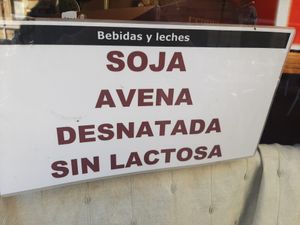 Bebidas y leches
SOJA
AVENA
DESNATADA
SIN LACTOSA